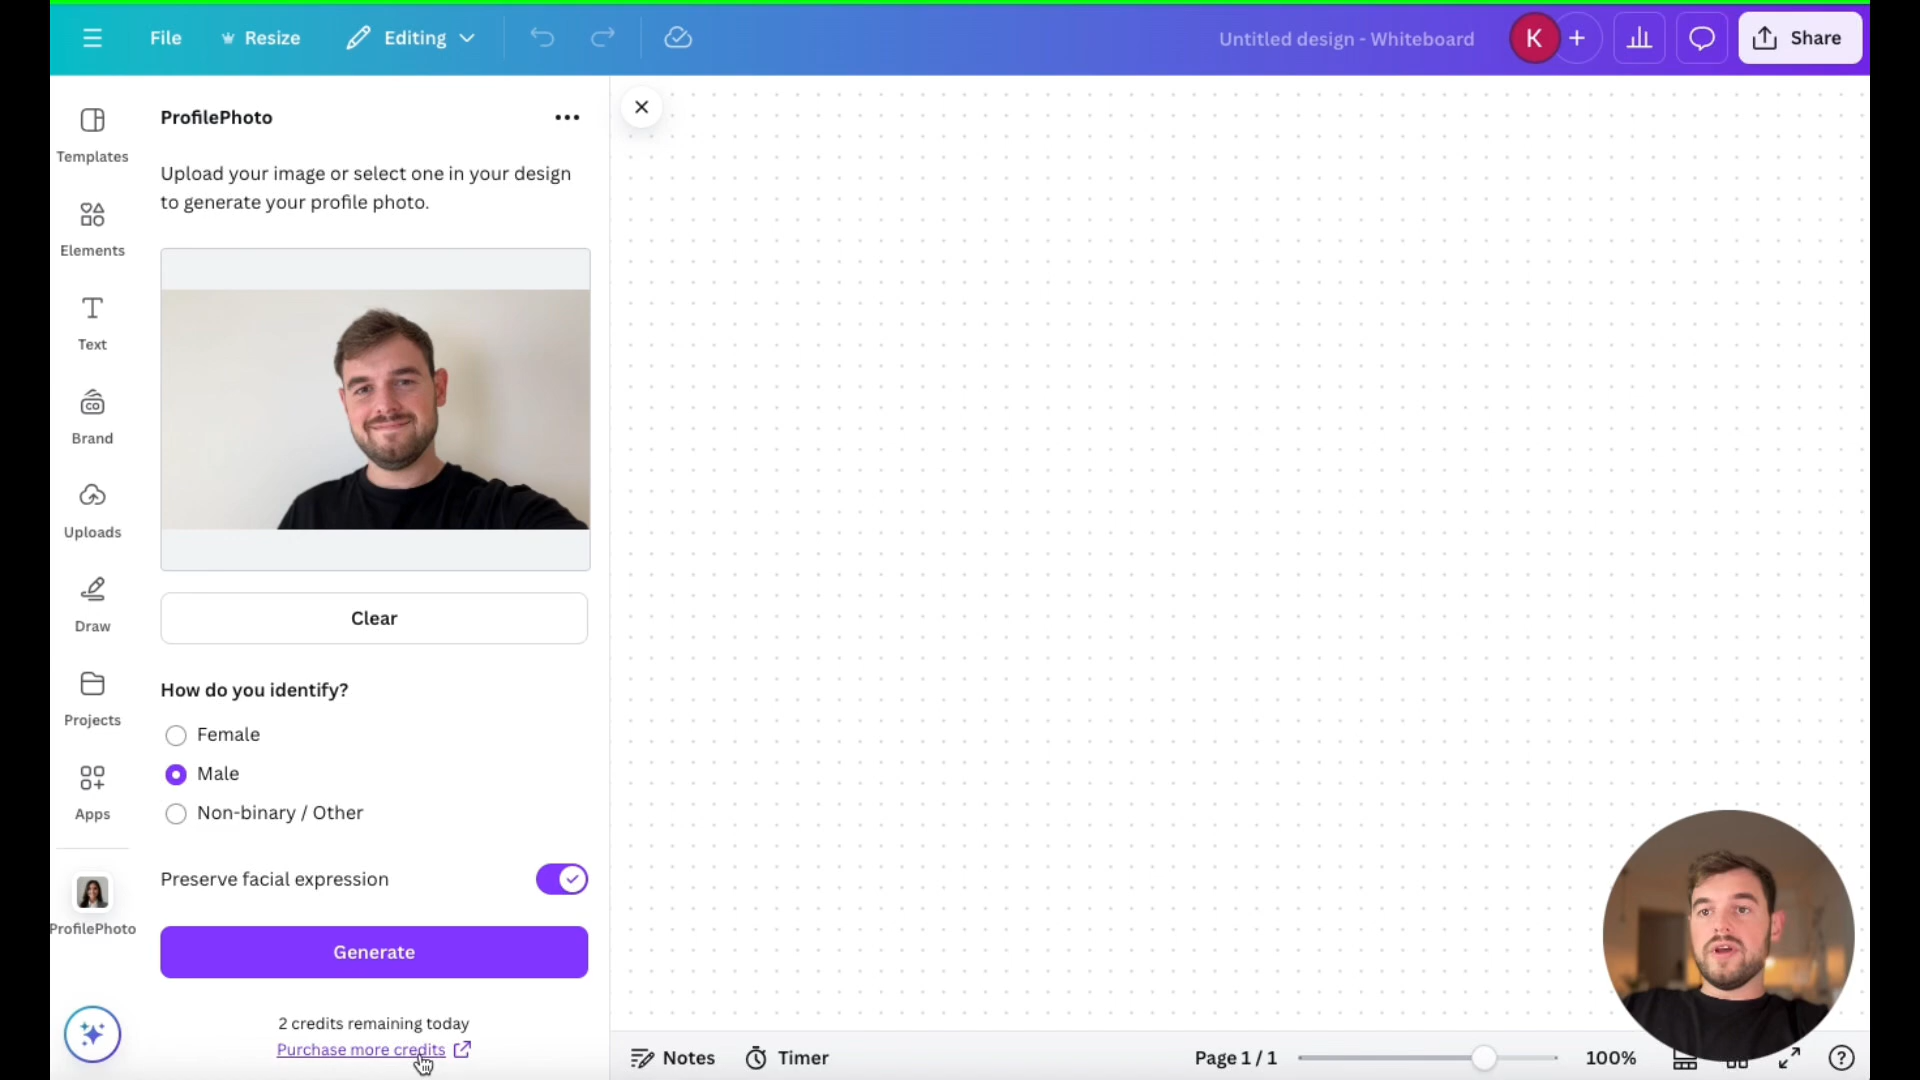 File
Resize
Editing
Untitled design - Whiteboard
K
Share
Templates
Elements
Text
CO
Brand
Uploads
Draw
Projects
Apps
ProfilePhoto
ProfilePhoto
Upload your image or select one in your design
to generate your profile photo.
Clear
How do you identify?
Female
Male
Non-binary / Other
Preserve facial expression
Generate
2 credits remaining today
Purchase more credits
Notes
Timer
Page 1 / 1
100%